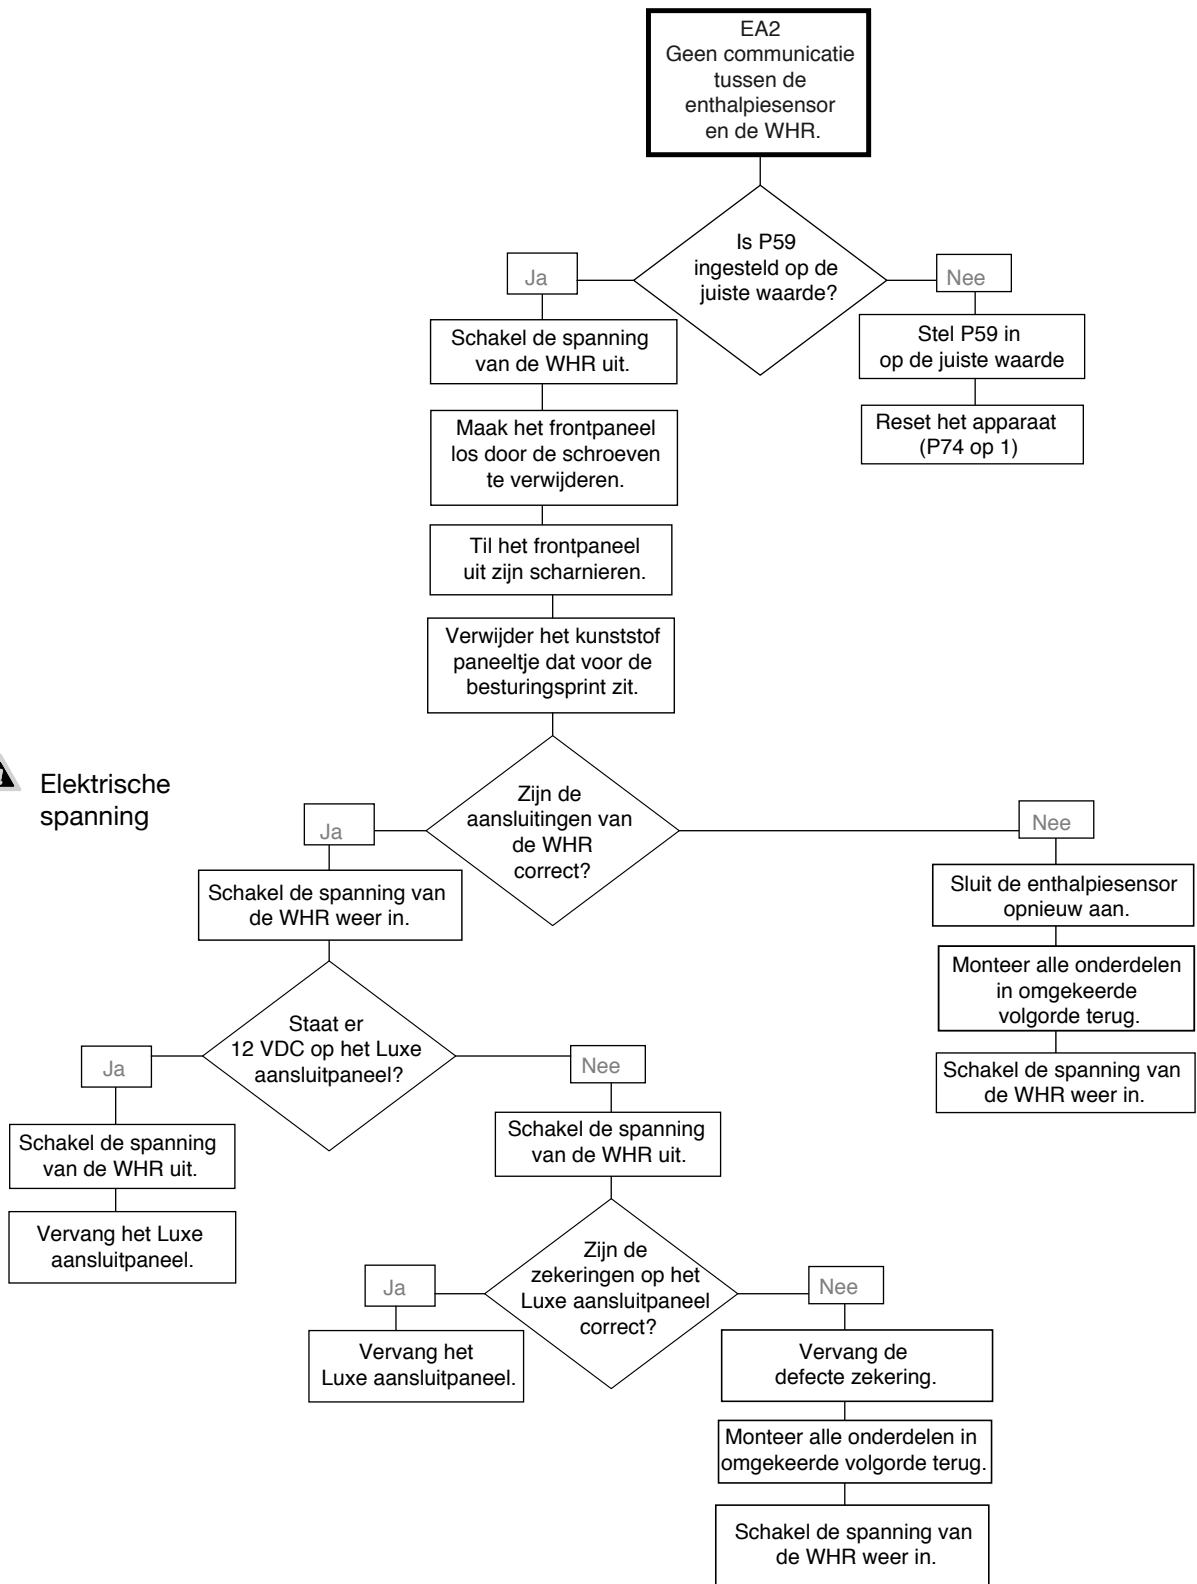 EA2
Geen communicatie
tussen de
enthalpiesensor
en de WHR.
Is P59
ingesteld op de
juiste waarde?
Ja
Nee
Schakel de spanning
van de WHR uit.
Stel P59 in
op de juiste waarde
Maak het frontpaneel
los door de schroeven
te verwijderen.
Reset het apparaat
(P74 op 1)
Til het frontpaneel
uit zijn scharnieren.
Verwijder het kunststof
paneeltje dat voor de
besturingsprint zit.
Elektrische
spanning
Zijn de
aansluitingen van
de WHR
correct?
Ja
Nee
Schakel de spanning van
de WHR weer in.
Sluit de enthalpiesensor
opnieuw aan.
Monteer alle onderdelen
in omgekeerde
volgorde terug.
Schakel de spanning van
de WHR weer in.
Staat er
12 VDC op het Luxe
aansluitpaneel?
Ja
Nee
Schakel de spanning
van de WHR uit.
Vervang het Luxe
aansluitpaneel.
Schakel de spanning
van de WHR uit.
Zijn de
zekeringen op het
Luxe aansluitpaneel
correct?
Ja
Nee
Vervang het
Luxe aansluitpaneel.
Vervang de
defecte zekering.
Monteer alle onderdelen in
omgekeerde volgorde terug.
Schakel de spanning van
de WHR weer in.